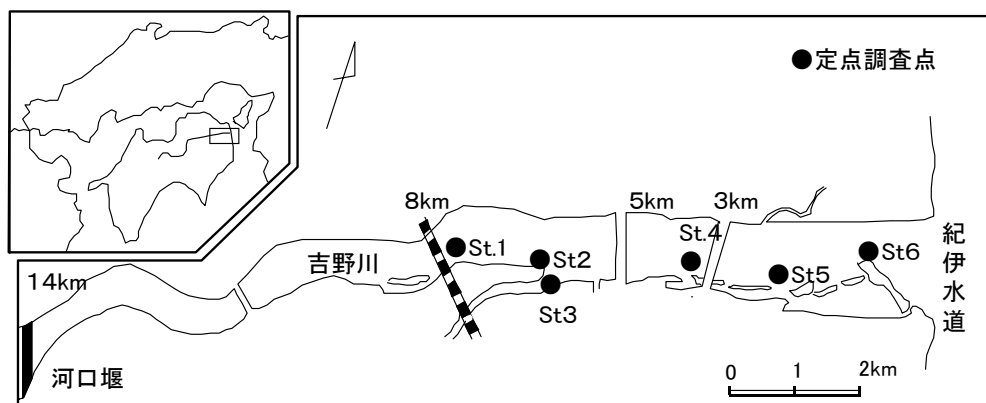 ●定点調査点
8km
5km
3km
St.1
St2
St3
St.4
St5
St6
吉野川
紀伊水道
14km
河口堰
0 1 2km